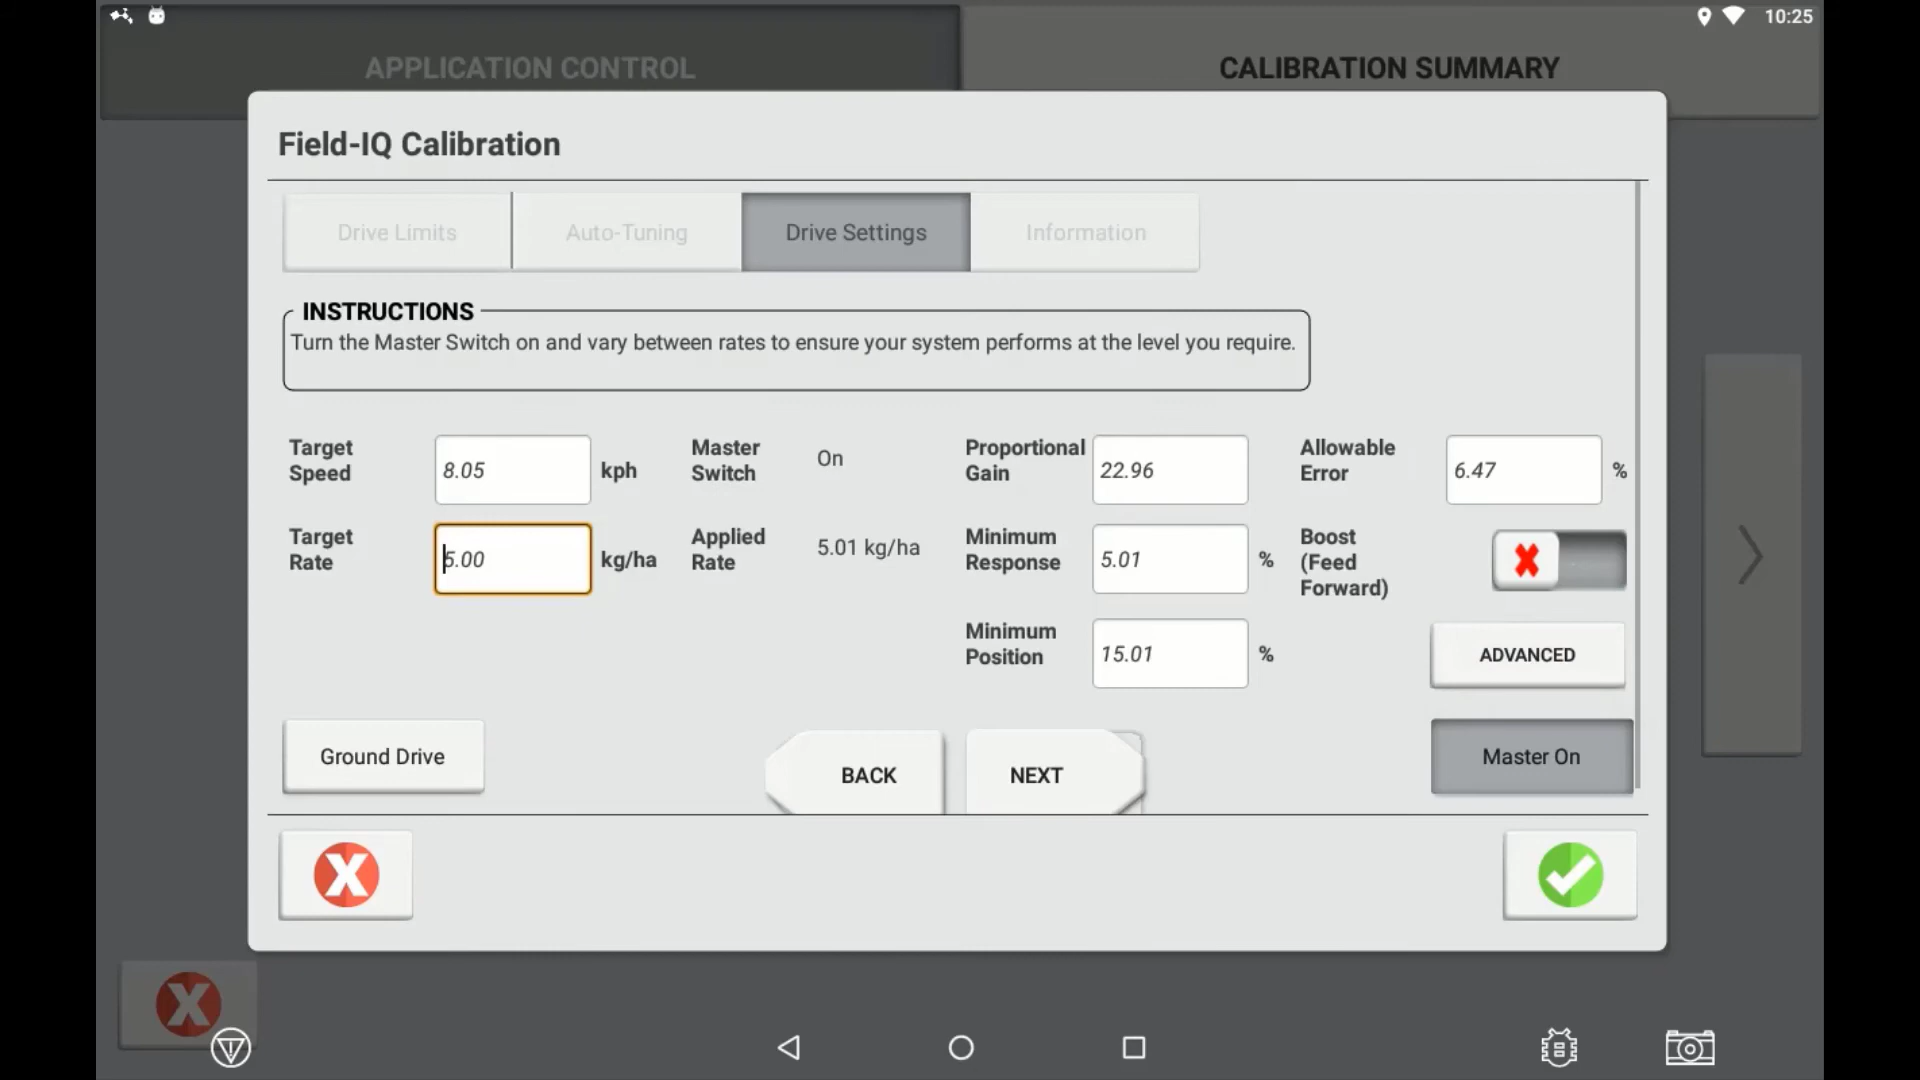 10:25
APPLICATION CONTROL
CALIBRATION SUMMARY
Field-IQ Calibration
Drive Limits
Auto-Tuning
Drive Settings
Information
INSTRUCTIONS
Turn the Master Switch on and vary between rates to ensure your system performs at the level you require.
Target
Speed
8.05
kph
Master
Switch
On
Proportional
Gain
22.96
Allowable
Error
6.47
%
Target
Rate
5.00
kg/ha
Applied
Rate
5.01 kg/ha
Minimum
Response
5.01
%
Boost
(Feed
Forward)
Minimum
Position
15.01
%
ADVANCED
Ground Drive
BACK
NEXT
Master On